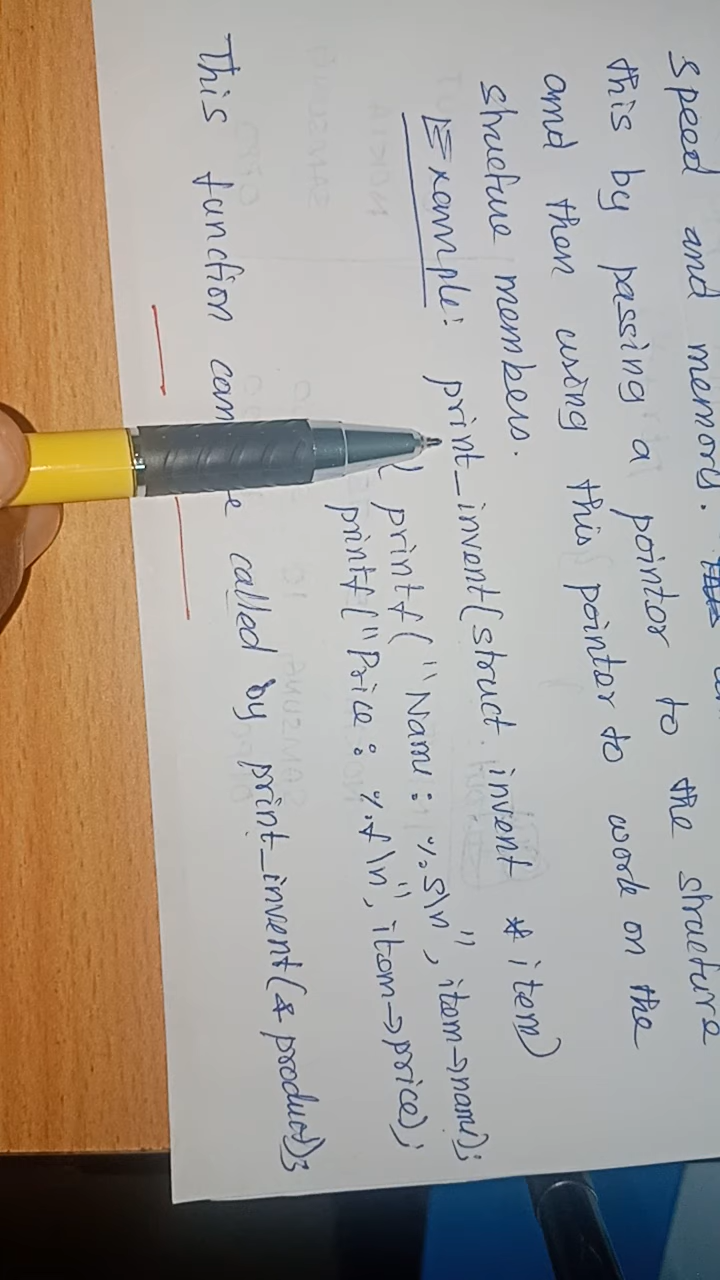 speed and memory.
this by passing a pointer to the structure
and then using this pointer to work on the
structure members.
Example: print_invent(struct invent *item)
{ printf("Name: %s\n", item->name);
printf("Price: %f\n", item->price);
This function can called by print_invent(& product);